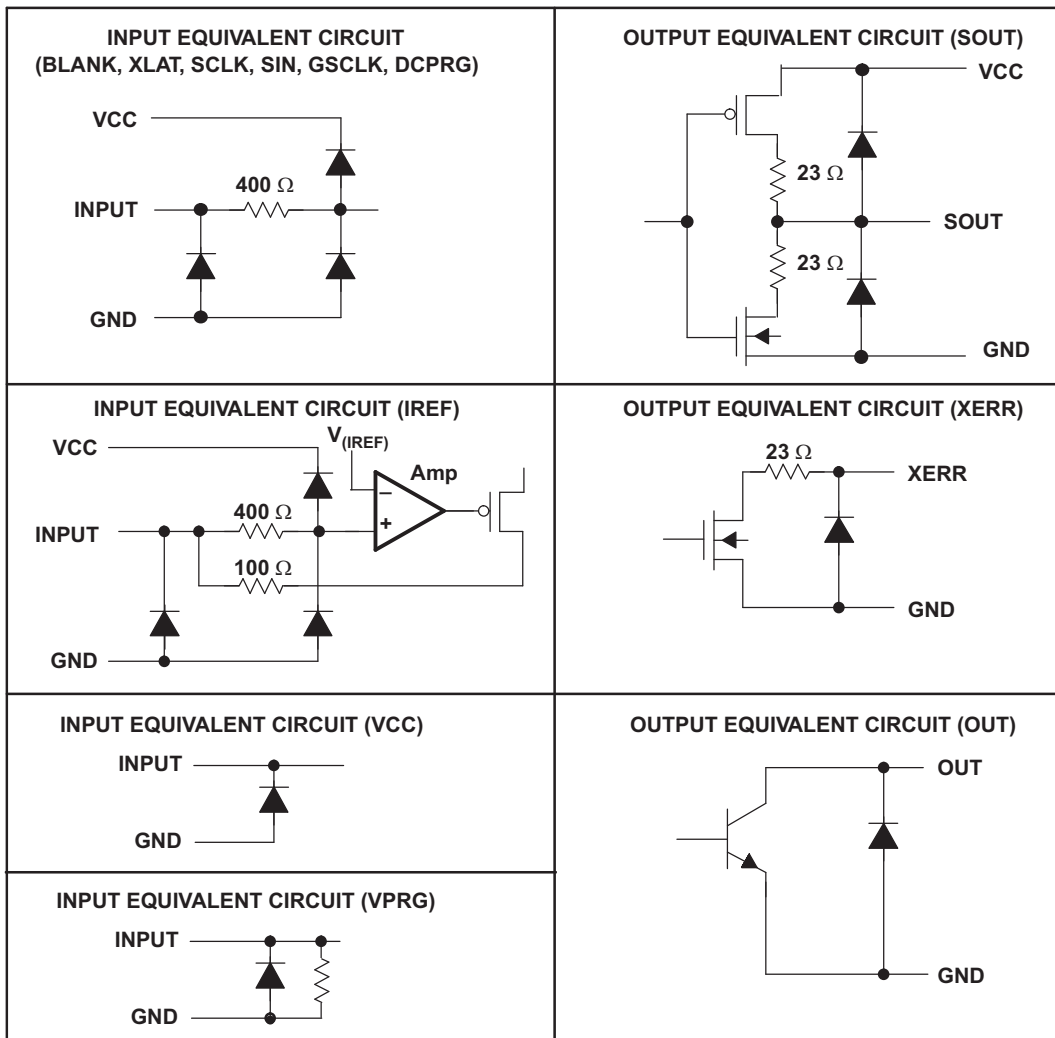 INPUT EQUIVALENT CIRCUIT
(BLANK, XLAT, SCLK, SIN, GSCLK, DCPRG)
VCC
400 Ω
INPUT
GND
OUTPUT EQUIVALENT CIRCUIT (SOUT)
VCC
23 Ω
SOUT
23 Ω
GND
INPUT EQUIVALENT CIRCUIT (IREF)
V(IREF)
VCC
Amp
−
400 Ω
+
INPUT
100 Ω
GND
OUTPUT EQUIVALENT CIRCUIT (XERR)
23 Ω
XERR
GND
INPUT EQUIVALENT CIRCUIT (VCC)
INPUT
GND
OUTPUT EQUIVALENT CIRCUIT (OUT)
OUT
GND
INPUT EQUIVALENT CIRCUIT (VPRG)
INPUT
GND